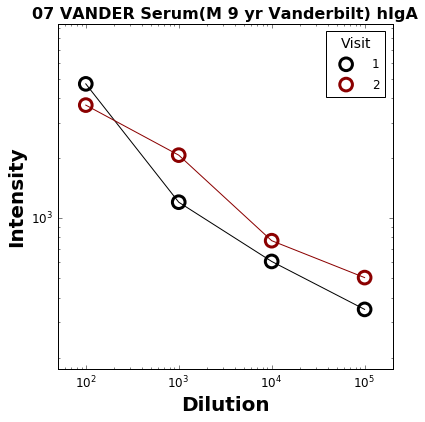 07 VANDER Serum(M 9 yr Vanderbilt) hIgA
Visit
1
2
Intensity
10³
10² 10³ 10⁴ 10⁵
Dilution